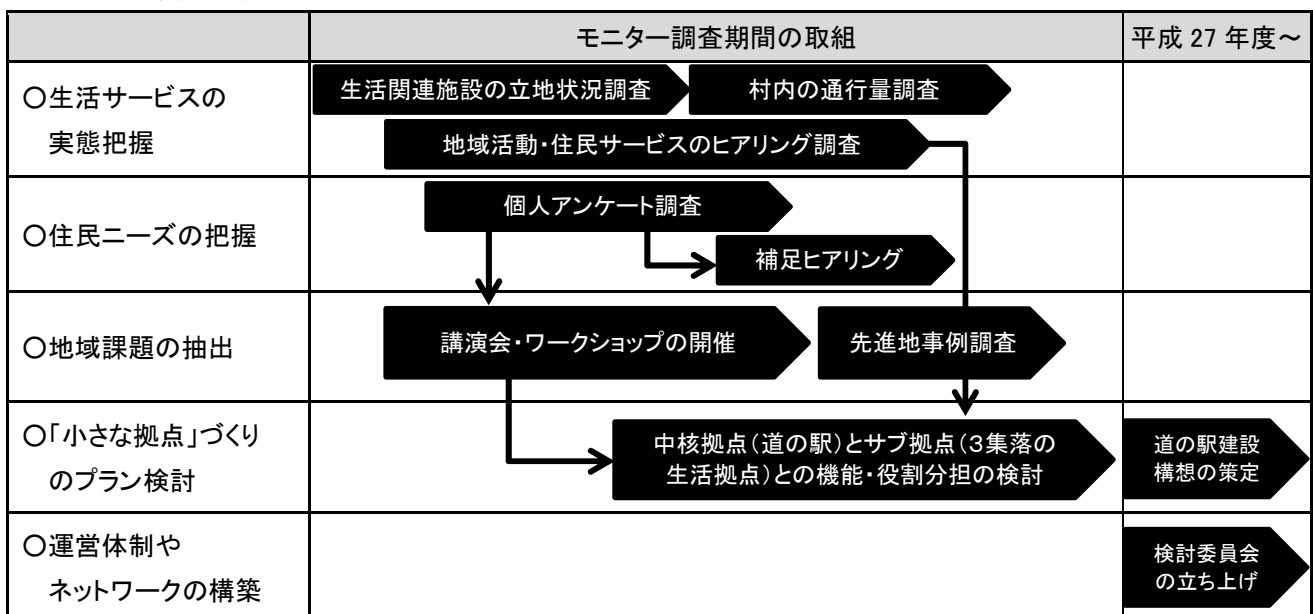 モニター調査期間の取組
平成 27 年度～
○生活サービスの
実態把握
生活関連施設の立地状況調査
村内の通行量調査
地域活動・住民サービスのヒアリング調査
○住民ニーズの把握
個人アンケート調査
補足ヒアリング
○地域課題の抽出
講演会・ワークショップの開催
先進地事例調査
○「小さな拠点」づくり
のプラン検討
中核拠点（道の駅）とサブ拠点（３集落の
生活拠点）との機能・役割分担の検討
道の駅建設
構想の策定
○運営体制や
ネットワークの構築
検討委員会
の立ち上げ